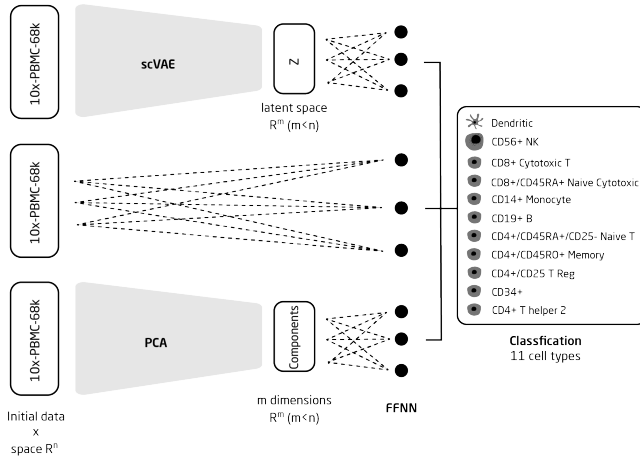 10x-PBMC-68k
scVAE
Z
latent space
R^m (m<n)
10x-PBMC-68k
10x-PBMC-68k
PCA
Components
m dimensions
R^m (m<n)
FFNN
Initial data
x
space R^n
Dendritic
CD56+ NK
CD8+ Cytotoxic T
CD8+/CD45RA+ Naive Cytotoxic
CD14+ Monocyte
CD19+ B
CD4+/CD45RA+/CD25- Naive T
CD4+/CD45RO+ Memory
CD4+/CD25 T Reg
CD34+
CD4+ T helper 2
Classfication
11 cell types